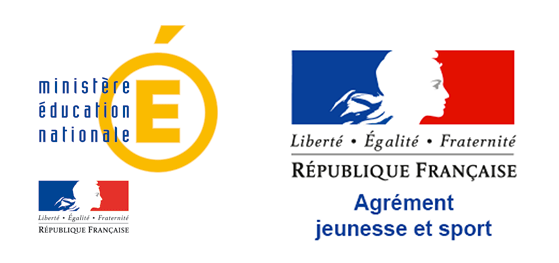 ministère
éducation
nationale
É
Liberté • Égalité • Fraternité
RÉPUBLIQUE FRANÇAISE
Liberté • Égalité • Fraternité
RÉPUBLIQUE FRANÇAISE
Agrément
jeunesse et sport